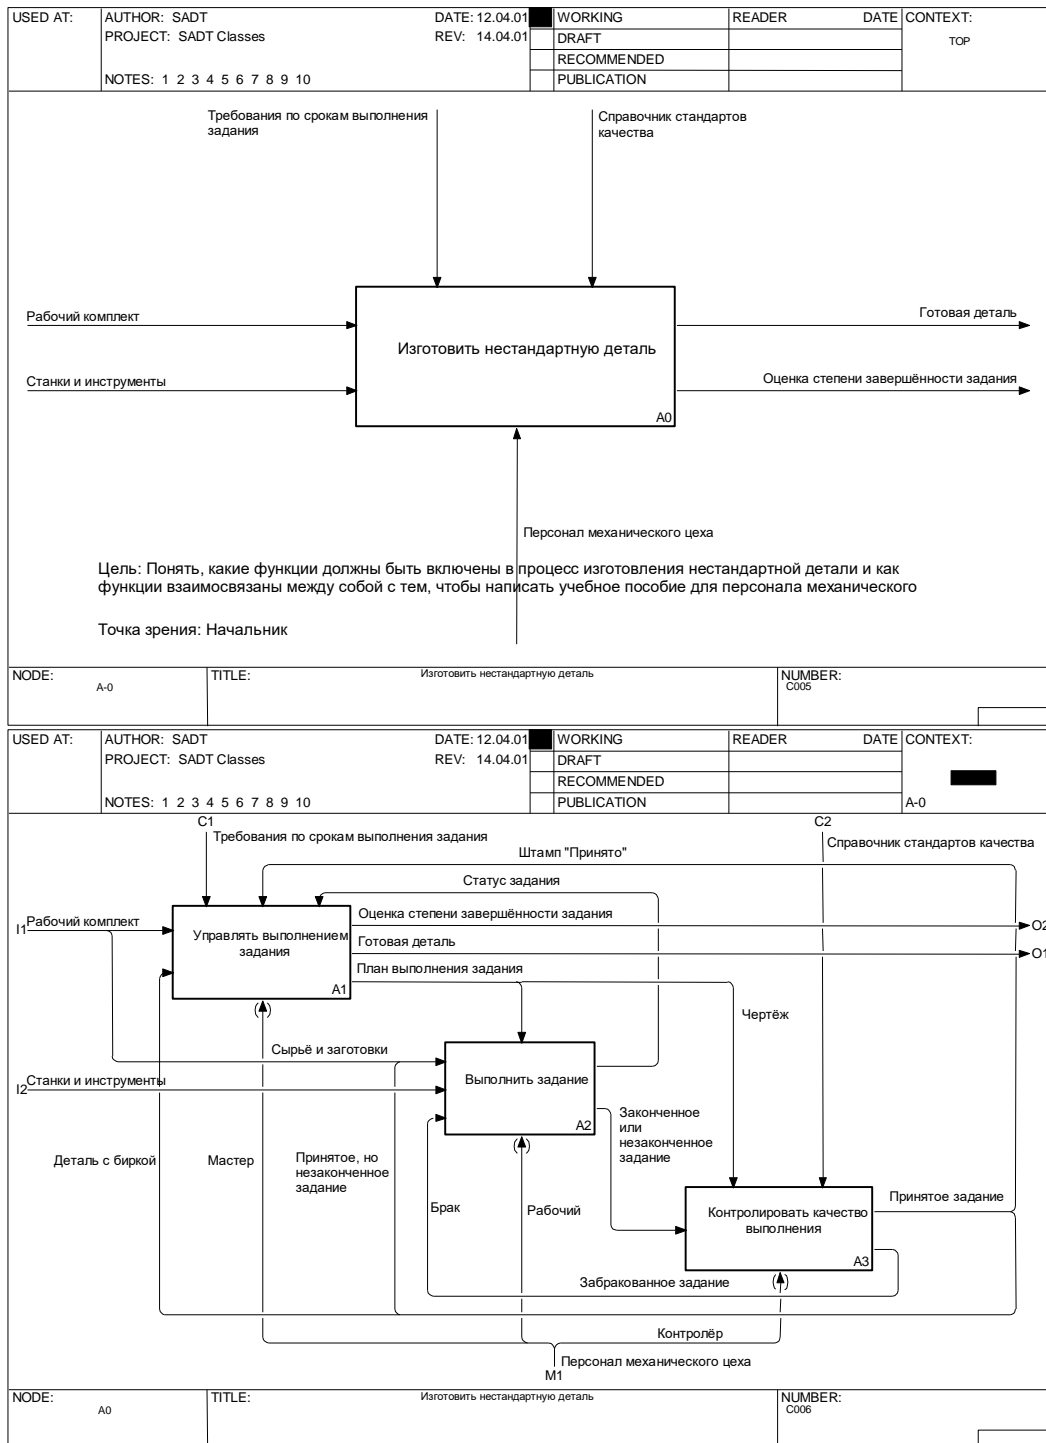 USED AT:
AUTHOR: SADT
DATE: 12.04.01
WORKING
READER
DATE
CONTEXT:
PROJECT: SADT Classes
REV: 14.04.01
DRAFT
TOP
RECOMMENDED
NOTES: 1 2 3 4 5 6 7 8 9 10
PUBLICATION
Требования по срокам выполнения
задания
Справочник стандартов
качества
Рабочий комплект
Готовая деталь
Изготовить нестандартную деталь
Станки и инструменты
Оценка степени завершённости задания
A0
Персонал механического цеха
Цель: Понять, какие функции должны быть включены в процесс изготовления нестандартной детали и как
функции взаимосвязаны между собой с тем, чтобы написать учебное пособие для персонала механического
Точка зрения: Начальник
NODE:
A-0
TITLE:
Изготовить нестандартную деталь
NUMBER:
C005
USED AT:
AUTHOR: SADT
DATE: 12.04.01
WORKING
READER
DATE
CONTEXT:
PROJECT: SADT Classes
REV: 14.04.01
DRAFT
RECOMMENDED
NOTES: 1 2 3 4 5 6 7 8 9 10
PUBLICATION
A-0
C1
Требования по срокам выполнения задания
C2
Справочник стандартов качества
Штамп "Принято"
Статус задания
I1
Рабочий комплект
Оценка степени завершённости задания
O2
Управлять выполнением
задания
Готовая деталь
O1
План выполнения задания
A1
Чертёж
Сырьё и заготовки
I2
Станки и инструменты
Выполнить задание
A2
Законченное
или
незаконченное
задание
Деталь с биркой
Мастер
Принятое, но
незаконченное
задание
Брак
Рабочий
Принятое задание
Контролировать качество
выполнения
A3
Забракованное задание
Контролёр
Персонал механического цеха
M1
NODE:
A0
TITLE:
Изготовить нестандартную деталь
NUMBER:
C006